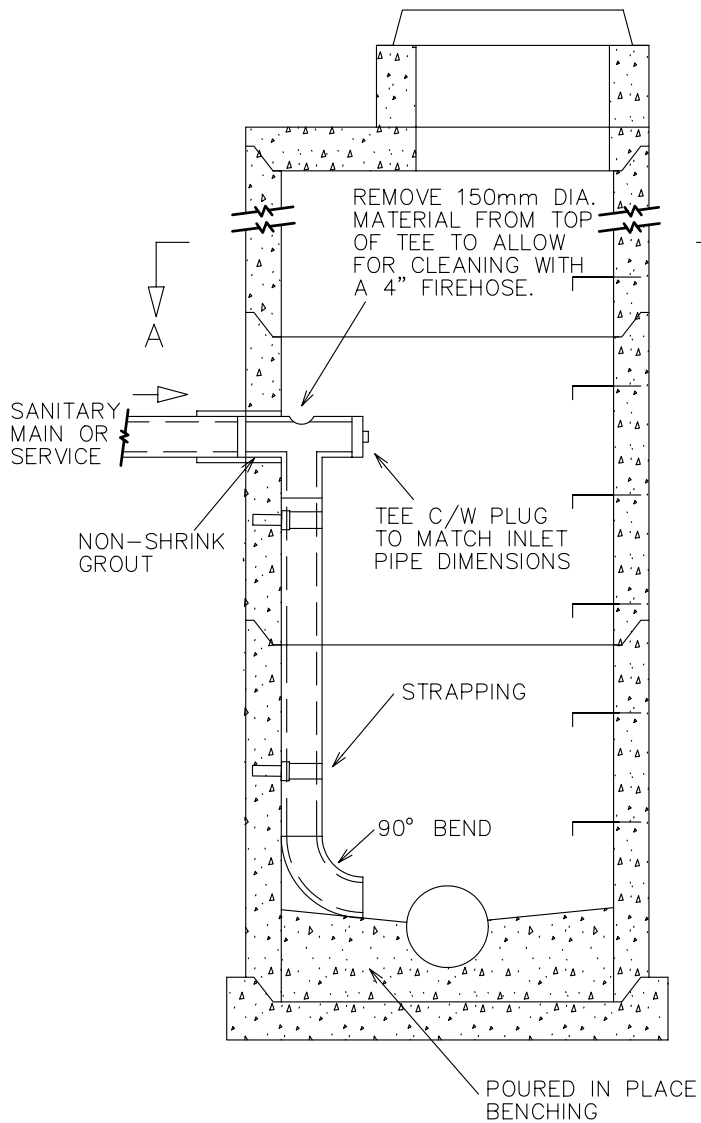 REMOVE 150mm DIA.
MATERIAL FROM TOP
OF TEE TO ALLOW
FOR CLEANING WITH
A 4" FIREHOSE.
A
SANITARY
MAIN OR
SERVICE
NON-SHRINK
GROUT
TEE C/W PLUG
TO MATCH INLET
PIPE DIMENSIONS
STRAPPING
90° BEND
POURED IN PLACE
BENCHING